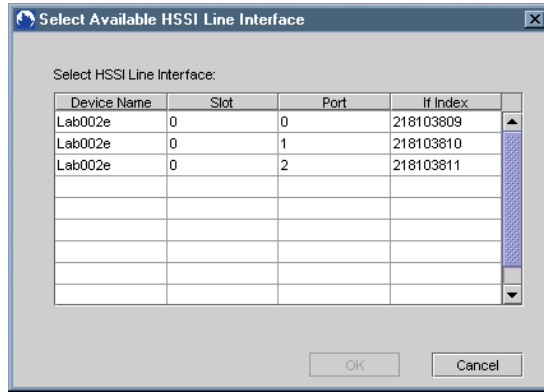 Select Available HSSI Line Interface
Select HSSI Line Interface:
Device Name Slot Port If Index
Lab002e 0 0 218103809
Lab002e 0 1 218103810
Lab002e 0 2 218103811
OK Cancel